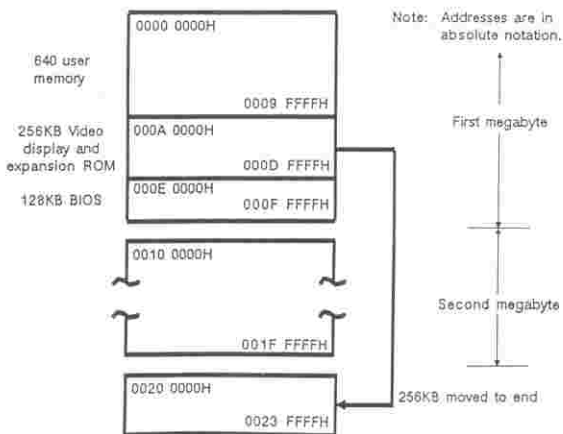 0000 0000H
Note: Addresses are in
absolute notation.
640 user
memory
0009 FFFFH
256KB Video
display and
expansion ROM
000A 0000H
000D FFFFH
First megabyte
128KB BIOS
000E 0000H
000F FFFFH
0010 0000H
001F FFFFH
Second megabyte
0020 0000H
0023 FFFFH
256KB moved to end